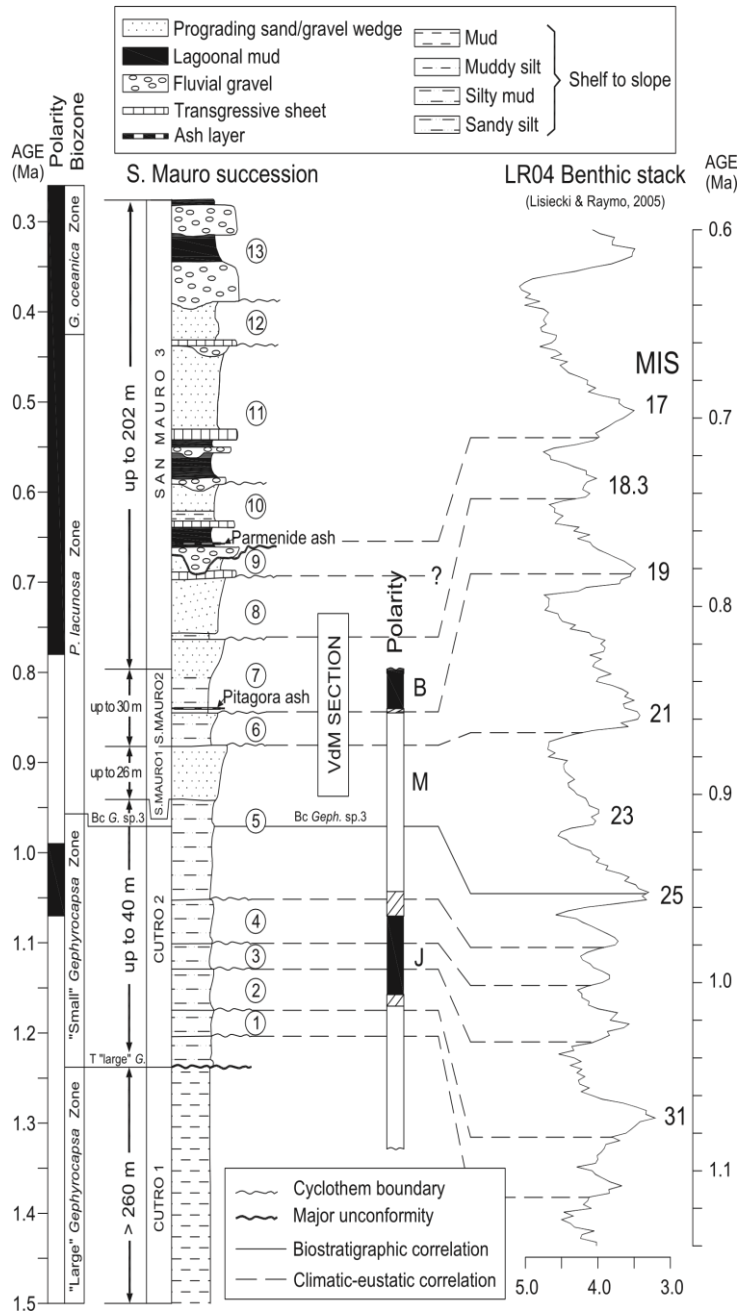 Prograding sand/gravel wedge
Lagoonal mud
Fluvial gravel
Transgressive sheet
Ash layer
Mud
Muddy silt
Silty mud
Sandy silt
Shelf to slope
AGE
(Ma)
Polarity
Biozone
S. Mauro succession
LR04 Benthic stack
(Lisiecki & Raymo, 2005)
AGE
(Ma)
0.3
0.4
0.5
0.6
0.7
0.8
0.9
1.0
1.1
1.2
1.3
1.4
1.5
G. oceanica Zone
P. lacunosa Zone
"Small" Gephyrocapsa Zone
"Large" Gephyrocapsa Zone
up to 202 m
up to 30 m
up to 26 m
up to 40 m
> 260 m
Bc G. sp.3
T "large" G.
SAN MAURO 3
S.MAURO2
S.MAURO1
CUTRO 2
CUTRO 1
13
12
11
10
Parmenide ash
9
?
8
7
Pitagora ash
6
5
Bc Geph. sp.3
4
3
2
1
VdM SECTION
Polarity
B
M
J
MIS
17
18.3
19
21
23
25
31
0.6
0.7
0.8
0.9
1.0
1.1
5.0 4.0 3.0
Cyclothem boundary
Major unconformity
Biostratigraphic correlation
Climatic-eustatic correlation